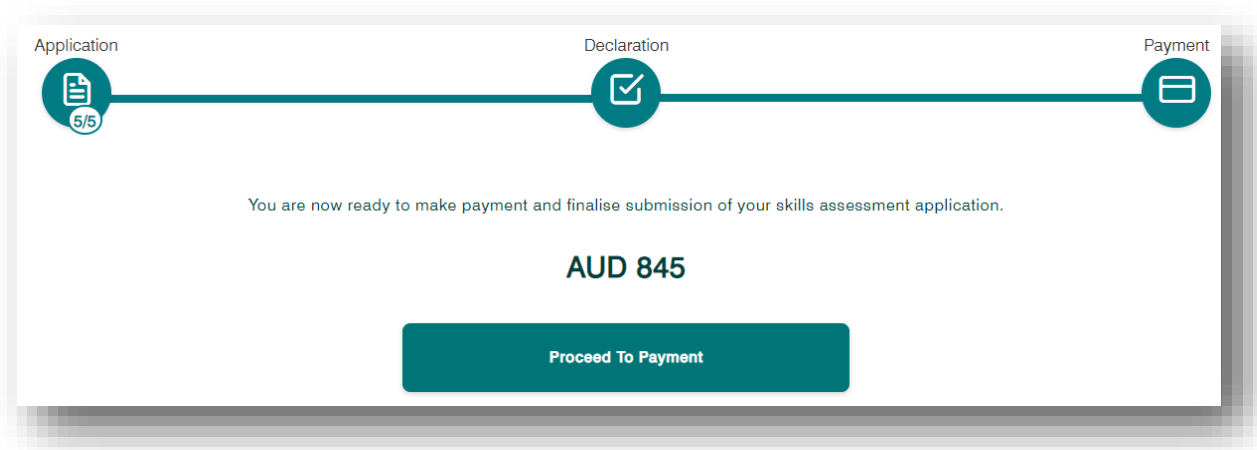 Application
Declaration
Payment
5/5
You are now ready to make payment and finalise submission of your skills assessment application.
AUD 845
Proceed To Payment